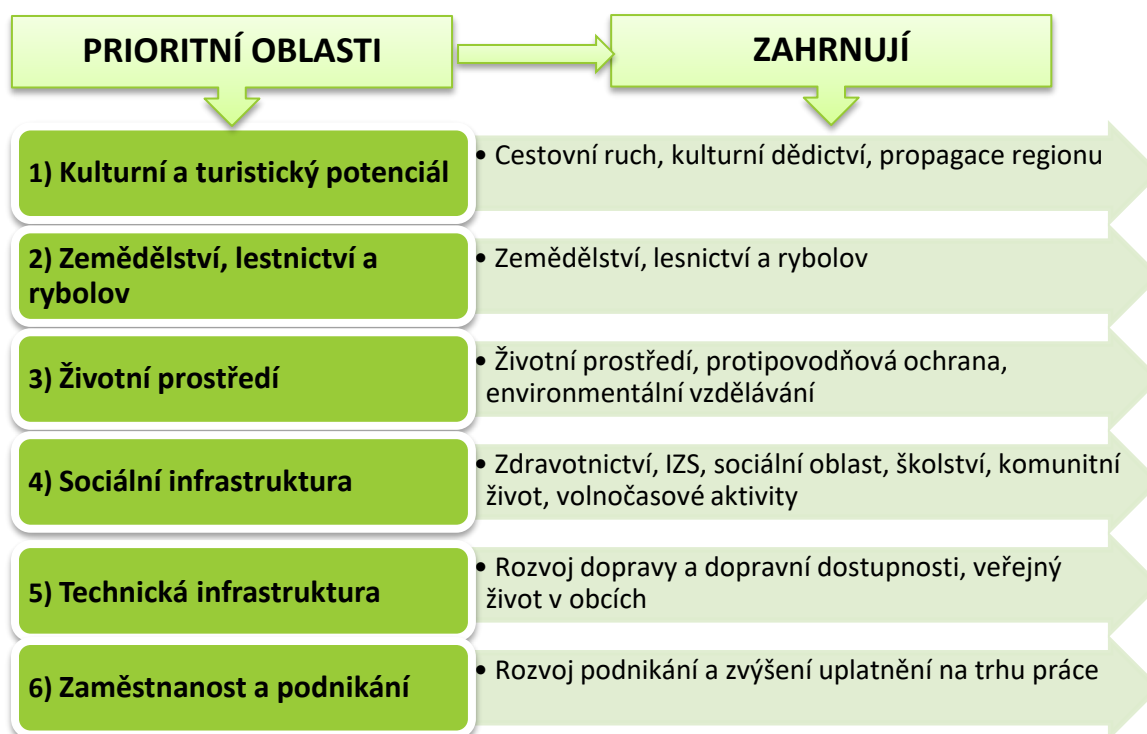 PRIORITNÍ OBLASTI
ZAHRNUJÍ
1) Kulturní a turistický potenciál
• Cestovní ruch, kulturní dědictví, propagace regionu
2) Zemědělství, lestnictví a
rybolov
• Zemědělství, lesnictví a rybolov
3) Životní prostředí
• Životní prostředí, protipovodňová ochrana,
environmentální vzdělávání
4) Sociální infrastruktura
• Zdravotnictví, IZS, sociální oblast, školství, komunitní
život, volnočasové aktivity
5) Technická infrastruktura
• Rozvoj dopravy a dopravní dostupnosti, veřejný
život v obcích
6) Zaměstnanost a podnikání
• Rozvoj podnikání a zvýšení uplatnění na trhu práce